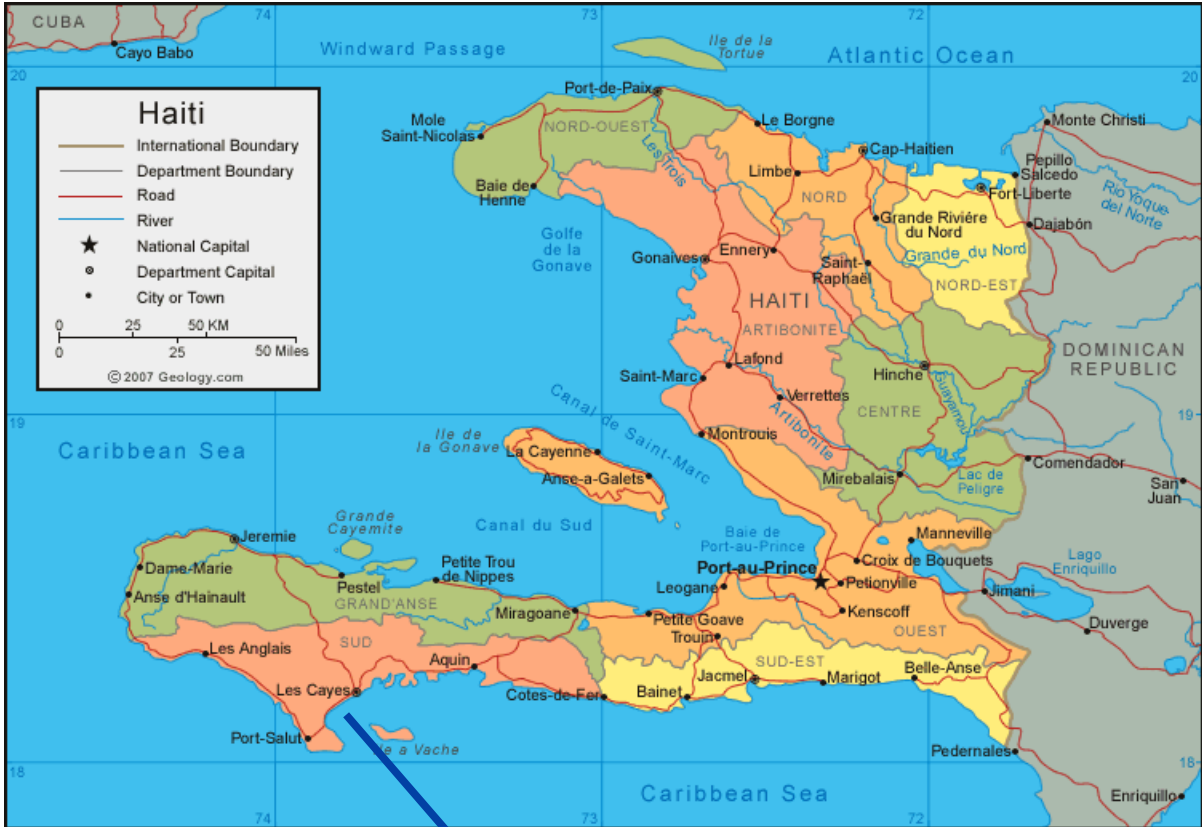 74
73
72
CUBA
Cayo Babo
Windward Passage
Ile de la
Tortue
Atlantic Ocean
20
20
Haiti
International Boundary
Department Boundary
Road
River
National Capital
Department Capital
City or Town
0 25 50 KM
0 25 50 Miles
© 2007 Geology.com
Port-de-Paix
Mole
Saint-Nicolas
NORD-OUEST
Le Borgne
Les Trois
Cap-Haitien
Monte Christi
Pepillo
Salcedo
Limbe
Fort-Liberte
Rio Yoque
del Norte
Baie de
Henne
NORD
Grande Riviére
du Nord
Dajabón
Golfe
de la
Gonave
Gonaives
Ennery
Saint-
Raphaël
Grande du Nord
NORD-EST
HAITI
ARTIBONITE
DOMINICAN
REPUBLIC
Lafond
Saint-Marc
Hinche
Guayamouc
Verrettes
CENTRE
19
19
Caribbean Sea
Canal de Saint-Marc
Artibonite
Montrouis
Ile de
la Gonave
La Cayenne
Anse-a-Galets
Mirebalais
Lac de
Peligre
Comendador
San
Juan
Grande
Cayemite
Canal du Sud
Baie de
Port-au-Prince
Manneville
Jeremie
Petite Trou
de Nippes
Port-au-Prince
Croix de Bouquets
Lago
Enriquillo
Dame-Marie
Pestel
Leogane
Petionville
Jimani
Anse d'Hainault
GRAND'ANSE
Miragoane
Petite Goave
Kenscoff
Duverge
Trouin
OUEST
SUD
Les Anglais
Aquin
SUD-EST
Belle-Anse
Les Cayes
Cotes-de-Fer
Bainet
Jacmel
Marigot
Port-Salut
Ile a Vache
Pedernales
18
18
Caribbean Sea
Enriquillo
74
73
72